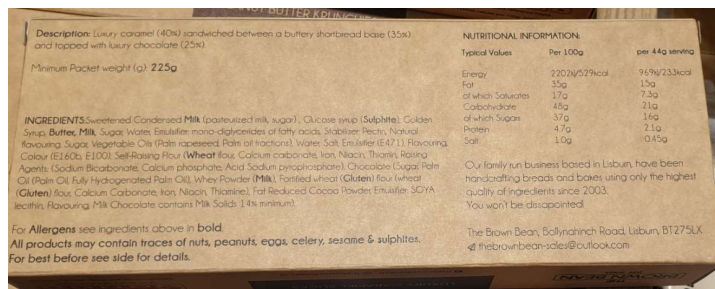 NUT BUTTER KRUNCHIE
Description: Luxury caramel (40%) sandwiched between a buttery shortbread base (35%)
and topped with luxury chocolate (25%).
Minimum Packet weight (g): 225g
INGREDIENTS:Sweetened Condensed Milk (pasteurized milk, sugar) , Glucose syrup (Sulphite), Golden
Syrup, Butter, Milk, Sugar, Water, Emulsifier: mono-diglycerides of fatty acids, Stabiliser Pectin, Natural
flavouring. Sugar, Vegetable Oils (Palm rapeseed, Palm oil fractions), Water, Salt, Emulsifier (E471), Flavouring,
Colour (E160b, E100); Self-Raising Flour (Wheat flour, Calcium carbonate, Iron, Niacin, Thiamin, Raising
Agents: (Sodium Bicarbonate, Calcium phosphate, Acid Sodium pyrophosphate), Chocolate (Sugar, Palm
Oil (Palm Oil, Fully Hydrogenated Palm Oil), Whey Powder (Milk), Fortified wheat (Gluten) flour (wheat
(Gluten) flour, Calcium Carbonate, Iron, Niacin, Thiamine), Fat Reduced Cocoa Powder, Emulsifier: SOYA
lecithin, Flavouring, Milk Chocolate contains Milk Solids 14% minimum).
For Allergens see ingredients above in bold.
All products may contain traces of nuts, peanuts, eggs, celery, sesame & sulphites.
For best before see side for details.
NUTRITIONAL INFORMATION:
Typical Values Per 100g per 44g serving
Energy 2202kj/529kcal 969kj/233kcal
Fat 35g 15g
of which Saturates 17g 7.3g
Carbohydrate 48g 21g
of which Sugars 37g 16g
Protein 4.7g 2.1g
Salt 1.0g 0.45g
Our family run business based in Lisburn, have been
handcrafting breads and bakes using only the highest
quality of ingredients since 2003.
You won't be dissapointed!
The Brown Bean, Ballynahinch Road, Lisburn, BT275LX
thebrownbean-sales@outlook.com
BROWN BEAN